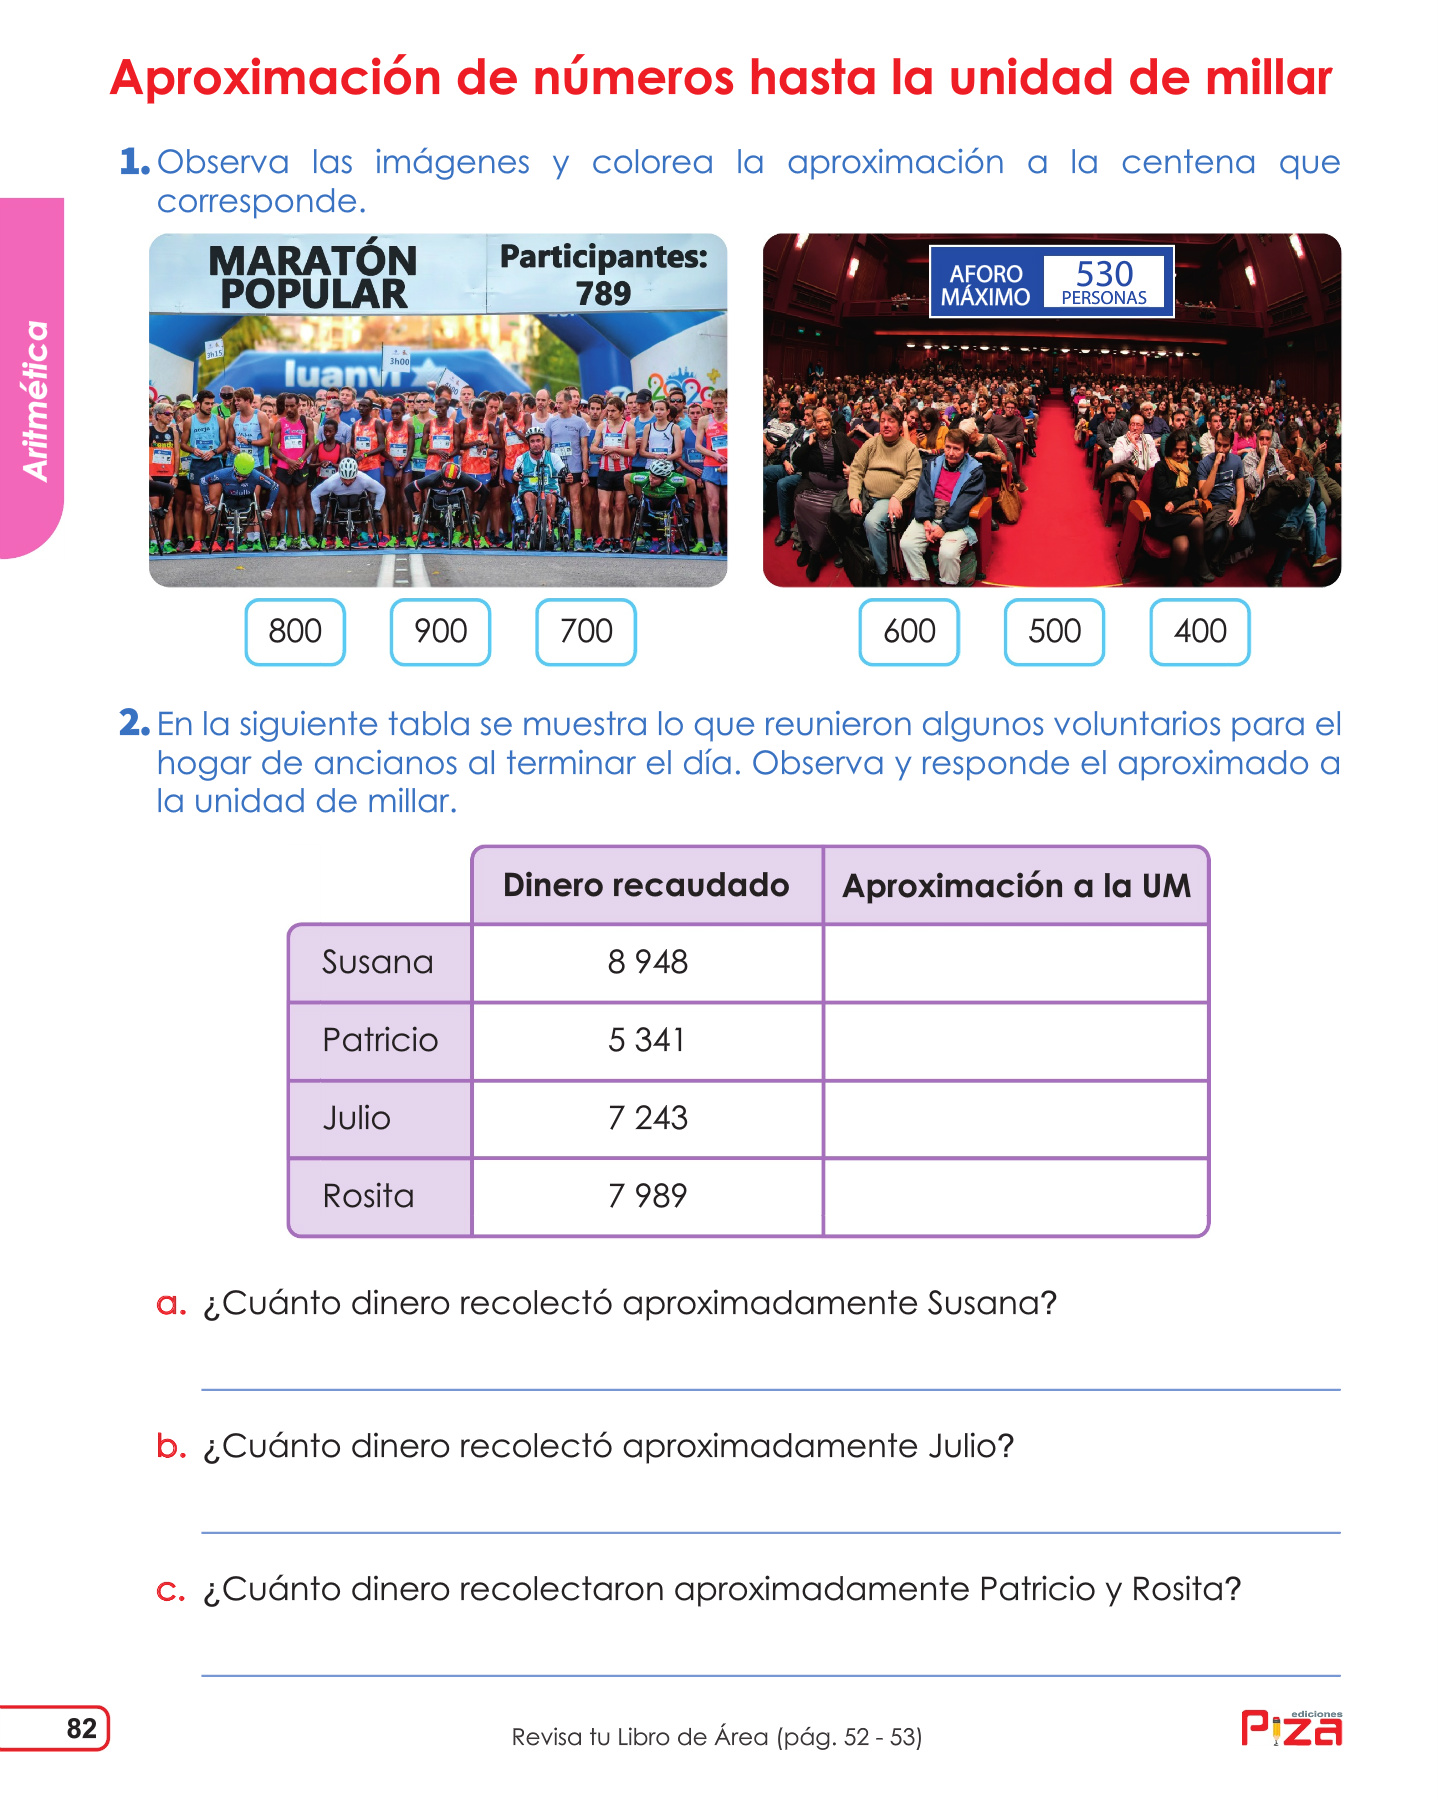 Aproximación de números hasta la unidad de millar
Aritmética
1. Observa las imágenes y colorea la aproximación a la centena que
corresponde.
MARATÓN
POPULAR
Participantes:
789
3h15
3h00
luanvi
AFORO
MÁXIMO
530
PERSONAS
800 900 700
600 500 400
2. En la siguiente tabla se muestra lo que reunieron algunos voluntarios para el
hogar de ancianos al terminar el día. Observa y responde el aproximado a
la unidad de millar.
Dinero recaudado Aproximación a la UM
Susana 8 948
Patricio 5 341
Julio 7 243
Rosita 7 989
a. ¿Cuánto dinero recolectó aproximadamente Susana?
b. ¿Cuánto dinero recolectó aproximadamente Julio?
c. ¿Cuánto dinero recolectaron aproximadamente Patricio y Rosita?
82
Revisa tu Libro de Área (pág. 52 - 53)
ediciones
Piza